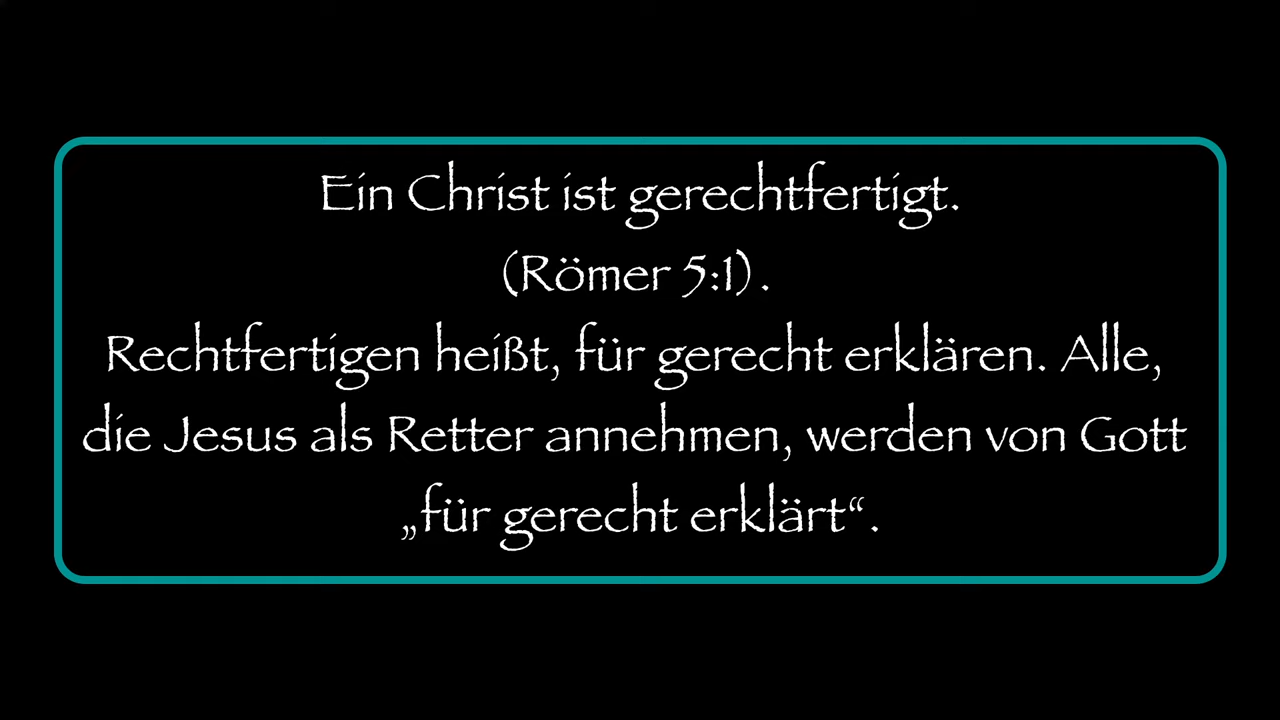 Ein Christ ist gerechtfertigt.
(Römer 5:1).
Rechtfertigen heißt, für gerecht erklären. Alle,
die Jesus als Retter annehmen, werden von Gott
„für gerecht erklärt“.